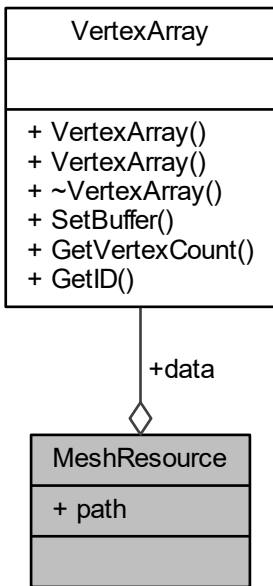 VertexArray
+ VertexArray()
+ VertexArray()
+ ~VertexArray()
+ SetBuffer()
+ GetVertexCount()
+ GetID()
+data
MeshResource
+ path